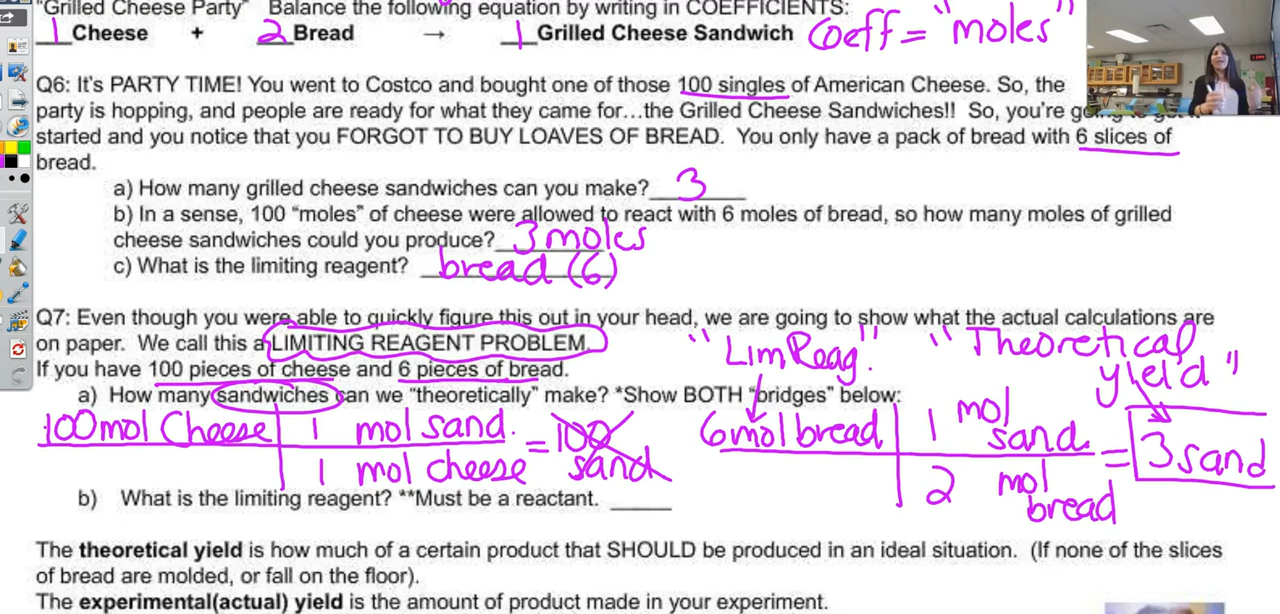 "Grilled Cheese Party" Balance the following equation by writing in COEFFICIENTS:
1 Cheese + 2 Bread → 1 Grilled Cheese Sandwich Coeff = "moles"
Q6: It's PARTY TIME! You went to Costco and bought one of those 100 singles of American Cheese. So, the
party is hopping, and people are ready for what they came for…the Grilled Cheese Sandwiches!! So, you're
started and you notice that you FORGOT TO BUY LOAVES OF BREAD. You only have a pack of bread with 6 slices of
bread.
a) How many grilled cheese sandwiches can you make? 3
b) In a sense, 100 "moles" of cheese were allowed to react with 6 moles of bread, so how many moles of grilled
cheese sandwiches could you produce? 3 moles
c) What is the limiting reagent? bread (6)
Q7: Even though you were able to quickly figure this out in your head, we are going to show what the actual calculations are
on paper. We call this a LIMITING REAGENT PROBLEM.
"LimReag." "Theoretical yield"
If you have 100 pieces of cheese and 6 pieces of bread.
a) How many sandwiches can we "theoretically" make? *Show BOTH "bridges" below:
100 mol Cheese 1 mol sand. = 100 sand 6 mol bread 1 mol sand. = 3 sand
1 mol cheese 2 mol bread
b) What is the limiting reagent? **Must be a reactant. ____
The theoretical yield is how much of a certain product that SHOULD be produced in an ideal situation. (If none of the slices
of bread are molded, or fall on the floor).
The experimental(actual) yield is the amount of product made in your experiment.